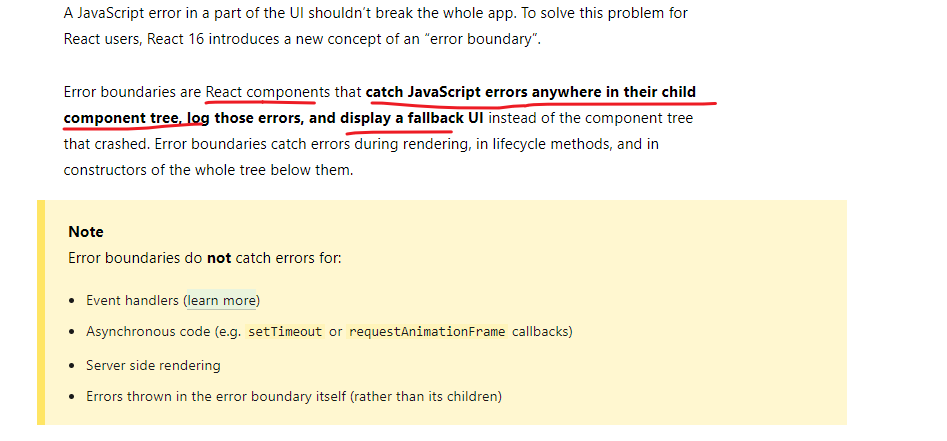 A JavaScript error in a part of the UI shouldn’t break the whole app. To solve this problem for
React users, React 16 introduces a new concept of an “error boundary”.
Error boundaries are React components that catch JavaScript errors anywhere in their child
component tree, log those errors, and display a fallback UI instead of the component tree
that crashed. Error boundaries catch errors during rendering, in lifecycle methods, and in
constructors of the whole tree below them.
Note
Error boundaries do not catch errors for:
• Event handlers (learn more)
• Asynchronous code (e.g. setTimeout or requestAnimationFrame callbacks)
• Server side rendering
• Errors thrown in the error boundary itself (rather than its children)